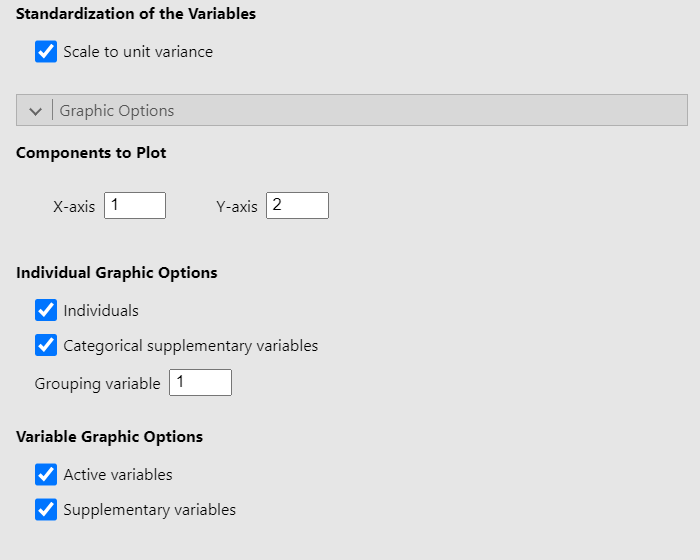 Standardization of the Variables
Scale to unit variance
Graphic Options
Components to Plot
X-axis 1 Y-axis 2
Individual Graphic Options
Individuals
Categorical supplementary variables
Grouping variable 1
Variable Graphic Options
Active variables
Supplementary variables